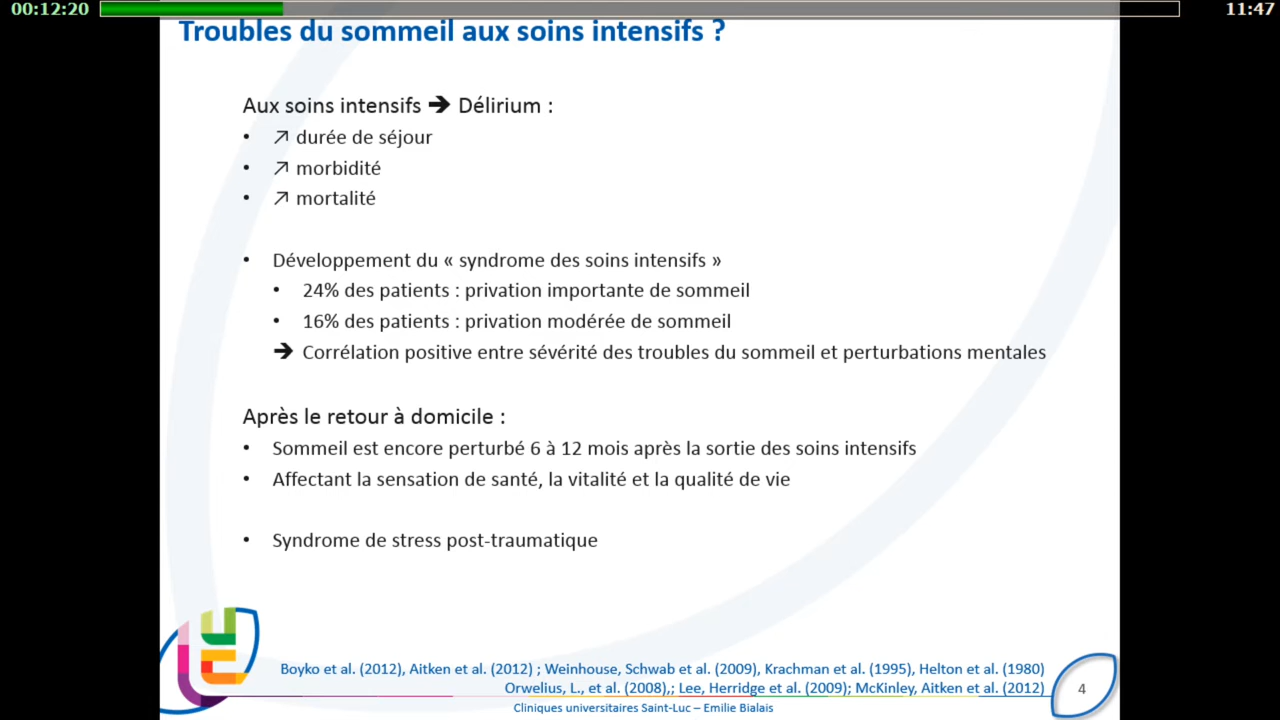 00:12:20
11:47
Troubles du sommeil aux soins intensifs ?
Aux soins intensifs ➔ Délirium :
• ↗ durée de séjour
• ↗ morbidité
• ↗ mortalité
• Développement du « syndrome des soins intensifs »
• 24% des patients : privation importante de sommeil
• 16% des patients : privation modérée de sommeil
➔ Corrélation positive entre sévérité des troubles du sommeil et perturbations mentales
Après le retour à domicile :
• Sommeil est encore perturbé 6 à 12 mois après la sortie des soins intensifs
• Affectant la sensation de santé, la vitalité et la qualité de vie
• Syndrome de stress post-traumatique
Boyko et al. (2012), Aitken et al. (2012) ; Weinhouse, Schwab et al. (2009), Krachman et al. (1995), Helton et al. (1980)
Orwelius, L., et al. (2008),; Lee, Herridge et al. (2009); McKinley, Aitken et al. (2012)
4
Cliniques universitaires Saint-Luc – Emilie Bialais